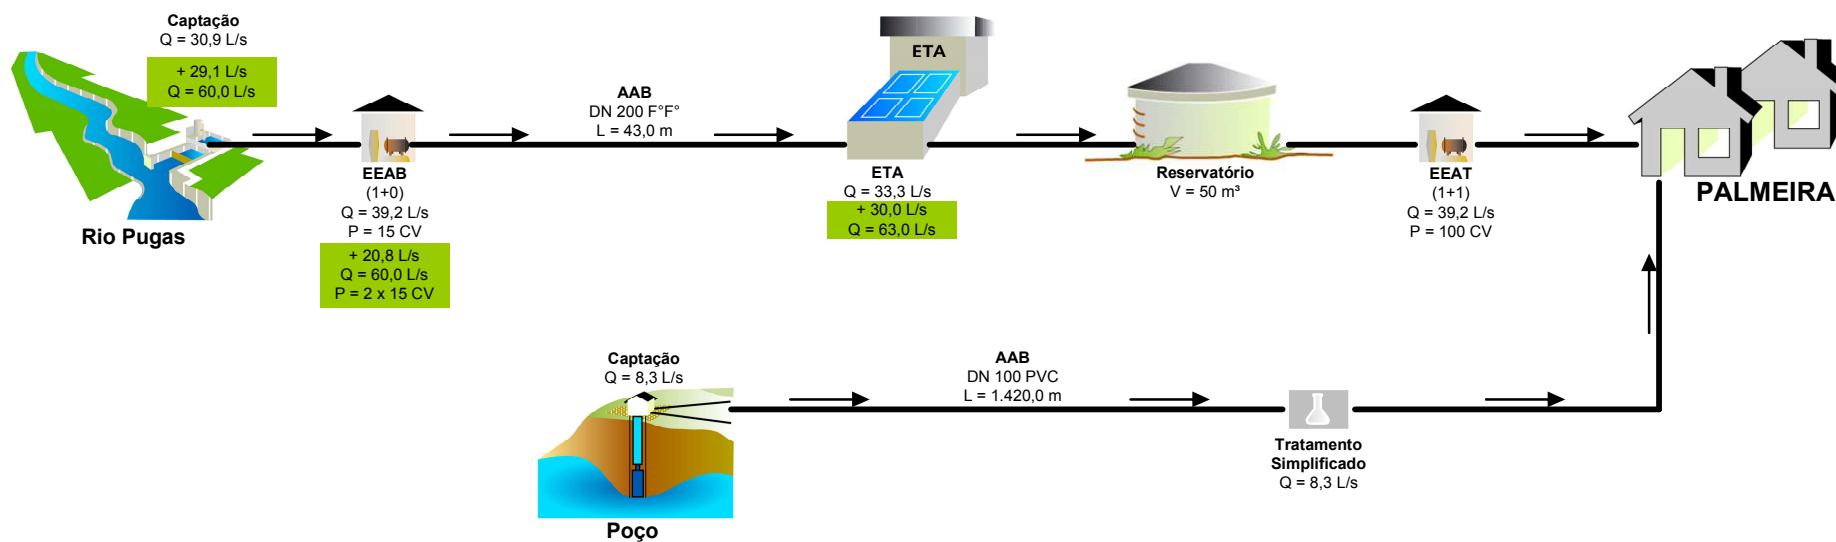 Captação
Q = 30,9 L/s
+ 29,1 L/s
Q = 60,0 L/s
Rio Pugas
EEAB
(1+0)
Q = 39,2 L/s
P = 15 CV
+ 20,8 L/s
Q = 60,0 L/s
P = 2 x 15 CV
AAB
DN 200 F°F°
L = 43,0 m
ETA
ETA
Q = 33,3 L/s
+ 30,0 L/s
Q = 63,0 L/s
Reservatório
V = 50 m³
EEAT
(1+1)
Q = 39,2 L/s
P = 100 CV
PALMEIRA
Captação
Q = 8,3 L/s
Poço
AAB
DN 100 PVC
L = 1.420,0 m
Tratamento
Simplificado
Q = 8,3 L/s